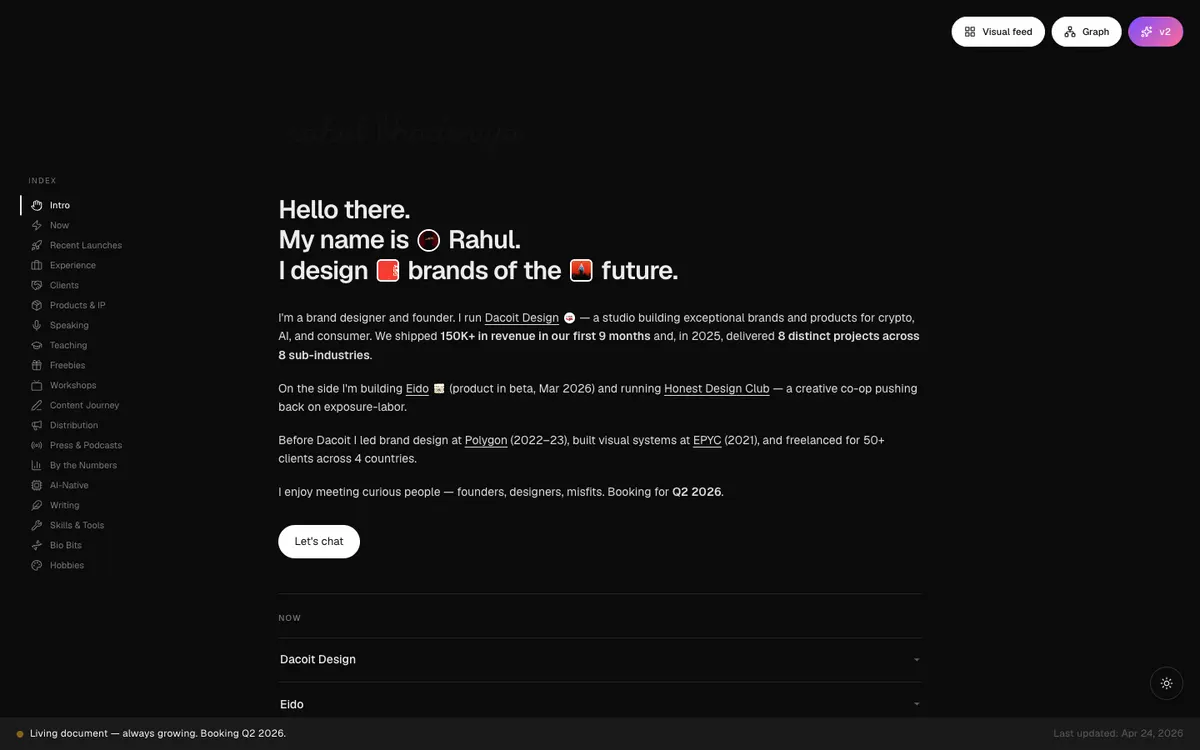 Visual feed
Graph
v2
INDEX
Intro
Now
Recent Launches
Experience
Clients
Products & IP
Speaking
Teaching
Freebies
Workshops
Content Journey
Distribution
Press & Podcasts
By the Numbers
AI-Native
Writing
Skills & Tools
Bio Bits
Hobbies
Hello there.
My name is Rahul.
I design brands of the future.
I'm a brand designer and founder. I run Dacoit Design — a studio building exceptional brands and products for crypto,
AI, and consumer. We shipped 150K+ in revenue in our first 9 months and, in 2025, delivered 8 distinct projects across
8 sub-industries.
On the side I'm building Eido (product in beta, Mar 2026) and running Honest Design Club — a creative co-op pushing
back on exposure-labor.
Before Dacoit I led brand design at Polygon (2022–23), built visual systems at EPYC (2021), and freelanced for 50+
clients across 4 countries.
I enjoy meeting curious people — founders, designers, misfits. Booking for Q2 2026.
Let's chat
NOW
Dacoit Design
Eido
Living document — always growing. Booking Q2 2026.
Last updated: Apr 24, 2026